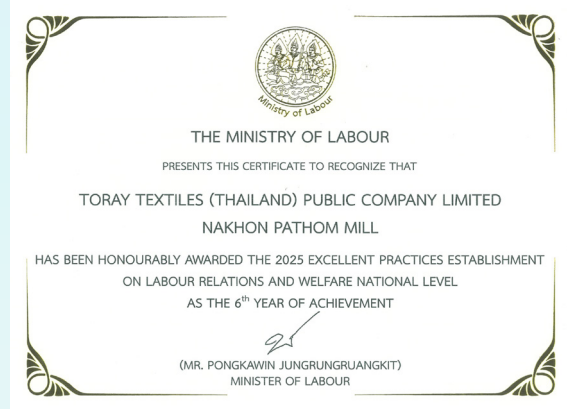 Ministry of Labour
THE MINISTRY OF LABOUR
PRESENTS THIS CERTIFICATE TO RECOGNIZE THAT
TORAY TEXTILES (THAILAND) PUBLIC COMPANY LIMITED
NAKHON PATHOM MILL
HAS BEEN HONOURABLY AWARDED THE 2025 EXCELLENT PRACTICES ESTABLISHMENT
ON LABOUR RELATIONS AND WELFARE NATIONAL LEVEL
AS THE 6th YEAR OF ACHIEVEMENT
(MR. PONGKAWIN JUNGRUNGRUANGKIT)
MINISTER OF LABOUR